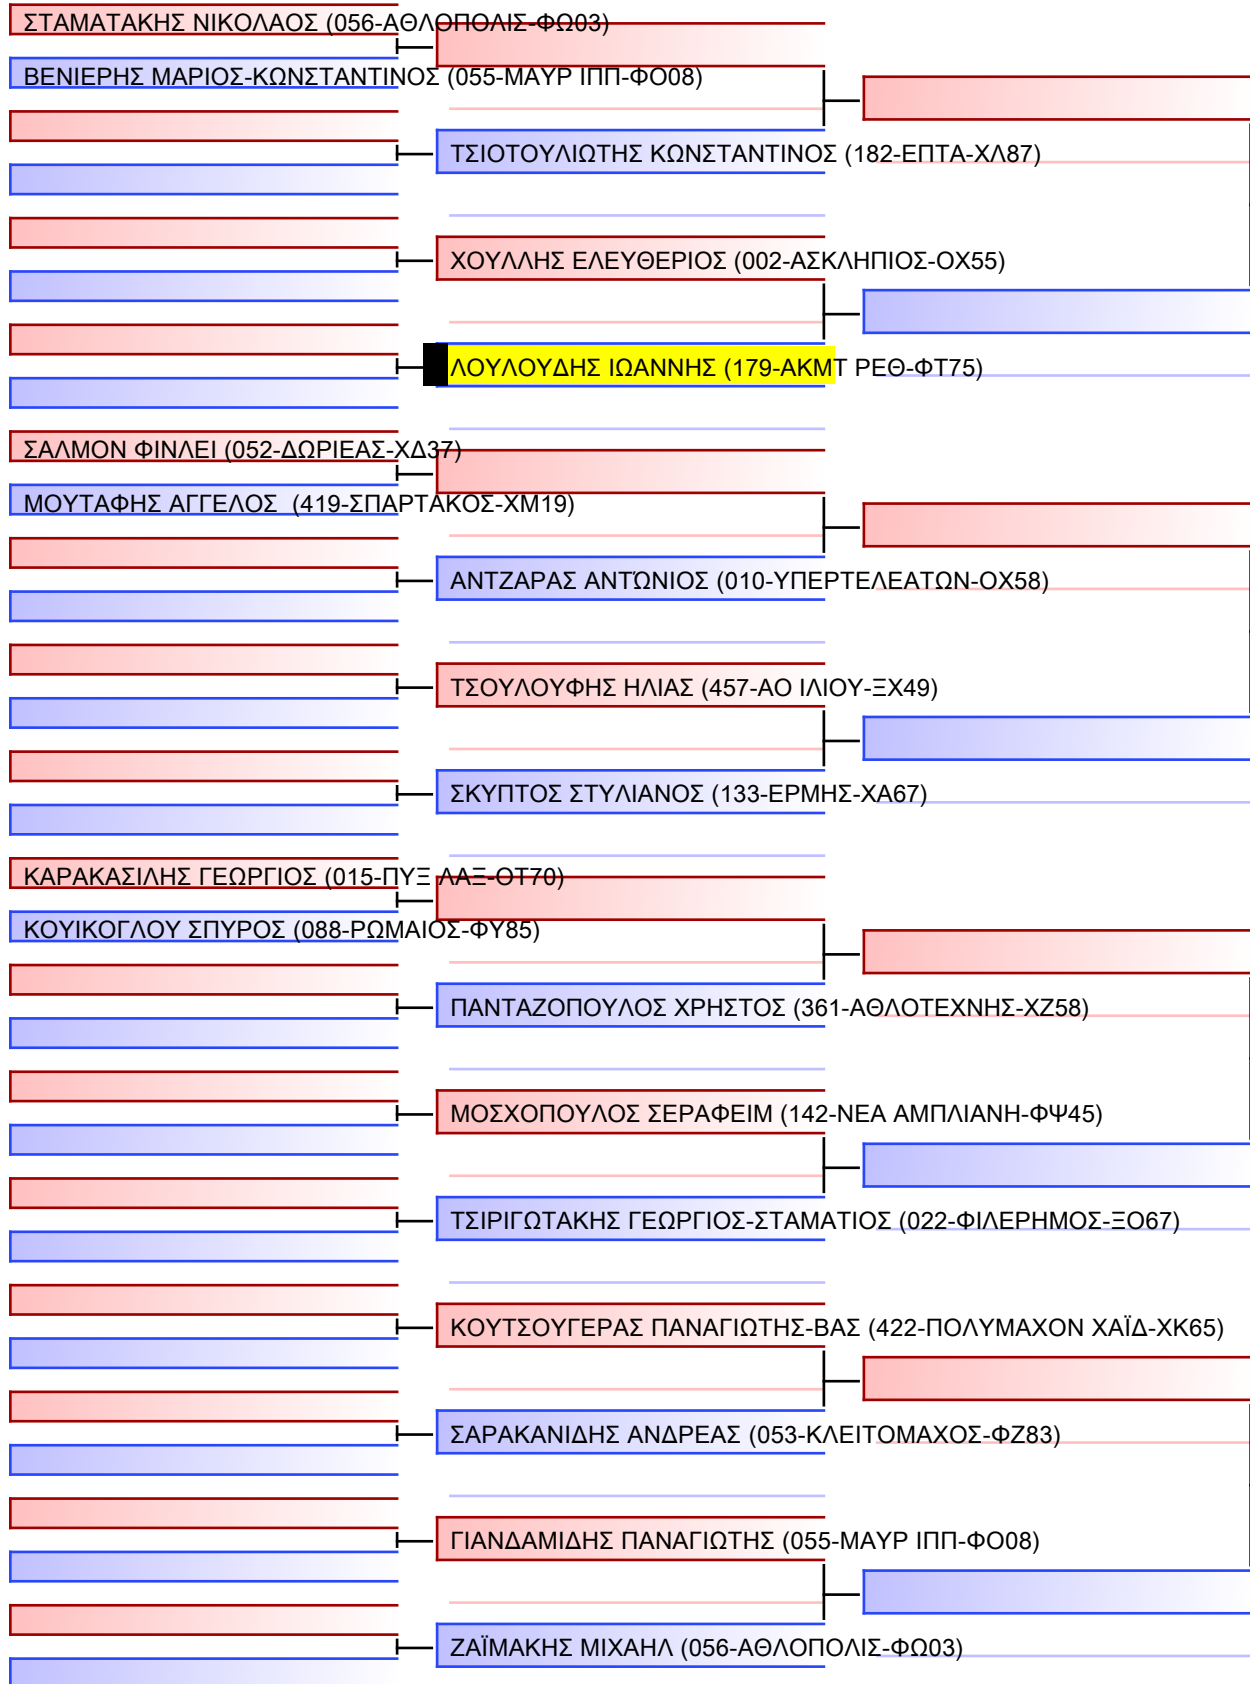 ΣΤΑΜΑΤΑΚΗΣ ΝΙΚΟΛΑΟΣ (056-ΑΘΛΟΠΟΛΙΣ-ΦΩ03)
ΒΕΝΙΕΡΗΣ ΜΑΡΙΟΣ-ΚΩΝΣΤΑΝΤΙΝΟΣ (055-ΜΑΥΡ ΙΠΠ-ΦΟ08)
ΤΣΙΟΤΟΥΛΙΩΤΗΣ ΚΩΝΣΤΑΝΤΙΝΟΣ (182-ΕΠΤΑ-ΧΛ87)
ΧΟΥΛΛΗΣ ΕΛΕΥΘΕΡΙΟΣ (002-ΑΣΚΛΗΠΙΟΣ-ΟΧ55)
ΛΟΥΛΟΥΔΗΣ ΙΩΑΝΝΗΣ (179-ΑΚΜΤ ΡΕΘ-ΦΤ75)
ΣΑΛΜΟΝ ΦΙΝΛΕΙ (052-ΔΩΡΙΕΑΣ-ΧΔ37)
ΜΟΥΤΑΦΗΣ ΑΓΓΕΛΟΣ  (419-ΣΠΑΡΤΑΚΟΣ-ΧΜ19)
ΑΝΤΖΑΡΑΣ ΑΝΤΏΝΙΟΣ (010-ΥΠΕΡΤΕΛΕΑΤΩΝ-ΟΧ58)
ΤΣΟΥΛΟΥΦΗΣ ΗΛΙΑΣ (457-ΑΟ ΙΛΙΟΥ-ΞΧ49)
ΣΚΥΠΤΟΣ ΣΤΥΛΙΑΝΟΣ (133-ΕΡΜΗΣ-ΧΑ67)
ΚΑΡΑΚΑΣΙΛΗΣ ΓΕΩΡΓΙΟΣ (015-ΠΥΞ ΛΑΞ-ΟΤ70)
ΚΟΥΙΚΟΓΛΟΥ ΣΠΥΡΟΣ (088-ΡΩΜΑΙΟΣ-ΦΥ85)
ΠΑΝΤΑΖΟΠΟΥΛΟΣ ΧΡΗΣΤΟΣ (361-ΑΘΛΟΤΕΧΝΗΣ-ΧΖ58)
ΜΟΣΧΟΠΟΥΛΟΣ ΣΕΡΑΦΕΙΜ (142-ΝΕΑ ΑΜΠΛΙΑΝΗ-ΦΨ45)
ΤΣΙΡΙΓΩΤΑΚΗΣ ΓΕΩΡΓΙΟΣ-ΣΤΑΜΑΤΙΟΣ (022-ΦΙΛΕΡΗΜΟΣ-ΞΟ67)
ΚΟΥΤΣΟΥΓΕΡΑΣ ΠΑΝΑΓΙΩΤΗΣ-ΒΑΣ (422-ΠΟΛΥΜΑΧΟΝ ΧΑΪΔ-ΧΚ65)
ΣΑΡΑΚΑΝΙΔΗΣ ΑΝΔΡΕΑΣ (053-ΚΛΕΙΤΟΜΑΧΟΣ-ΦΖ83)
ΓΙΑΝΔΑΜΙΔΗΣ ΠΑΝΑΓΙΩΤΗΣ (055-ΜΑΥΡ ΙΠΠ-ΦΟ08)
ΖΑΪΜΑΚΗΣ ΜΙΧΑΗΛ (056-ΑΘΛΟΠΟΛΙΣ-ΦΩ03)